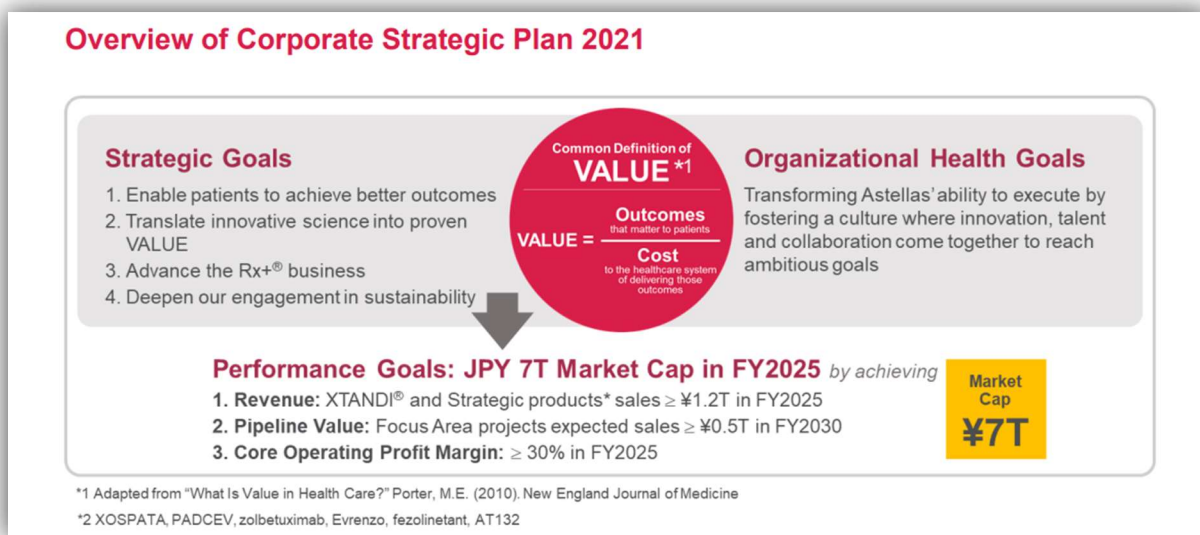 Overview of Corporate Strategic Plan 2021
Strategic Goals
1. Enable patients to achieve better outcomes
2. Translate innovative science into proven
VALUE
3. Advance the Rx+® business
4. Deepen our engagement in sustainability
Common Definition of
VALUE *1
VALUE =
Outcomes
that matter to patients
Cost
to the healthcare system
of delivering those
outcomes
Organizational Health Goals
Transforming Astellas' ability to execute by
fostering a culture where innovation, talent
and collaboration come together to reach
ambitious goals
Performance Goals: JPY 7T Market Cap in FY2025 by achieving
1. Revenue: XTANDI® and Strategic products* sales ≥ ¥1.2T in FY2025
2. Pipeline Value: Focus Area projects expected sales ≥ ¥0.5T in FY2030
3. Core Operating Profit Margin: ≥ 30% in FY2025
Market
Cap
¥7T
*1 Adapted from "What Is Value in Health Care?" Porter, M.E. (2010). New England Journal of Medicine
*2 XOSPATA, PADCEV, zolbetuximab, Evrenzo, fezolinetant, AT132